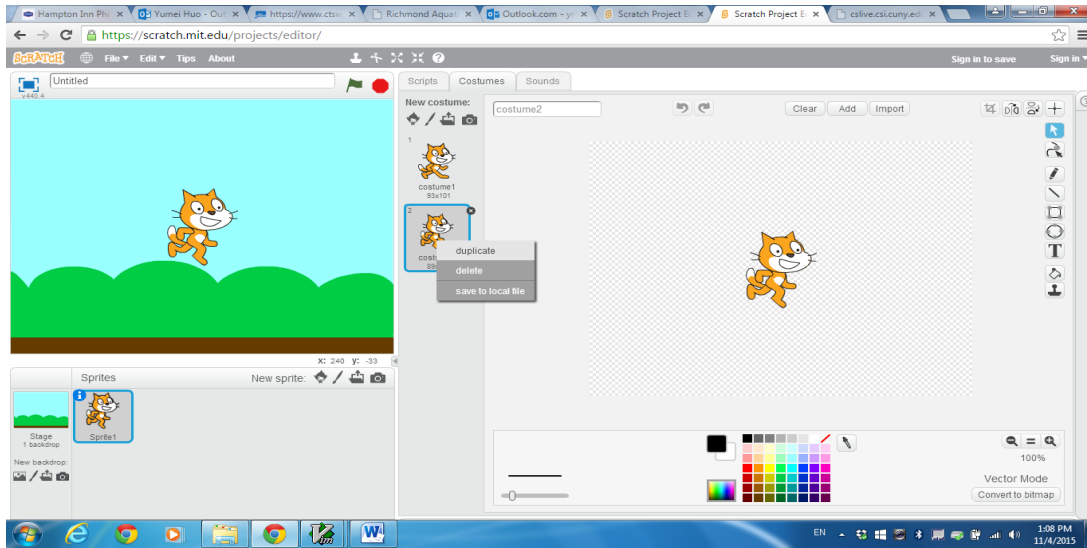 Hampton Inn Phi
Yumei Huo - Out
https://www.ctsi
Richmond Aquati
Outlook.com - y
Scratch Project E
Scratch Project E
cslive.csi.cuny.edu
https://scratch.mit.edu/projects/editor/
SCRATCH File Edit Tips About
Sign in to save Sign in
Untitled
v440.4
Scripts Costumes Sounds
New costume:
costume2
Clear Add Import
1
costume1
93x101
2
duplicate
delete
save to local file
T
X: 240 y: -33
Sprites
New sprite:
Stage
1 backdrop
Sprite1
New backdrop:
100%
Vector Mode
Convert to bitmap
EN
1:08 PM
11/4/2015